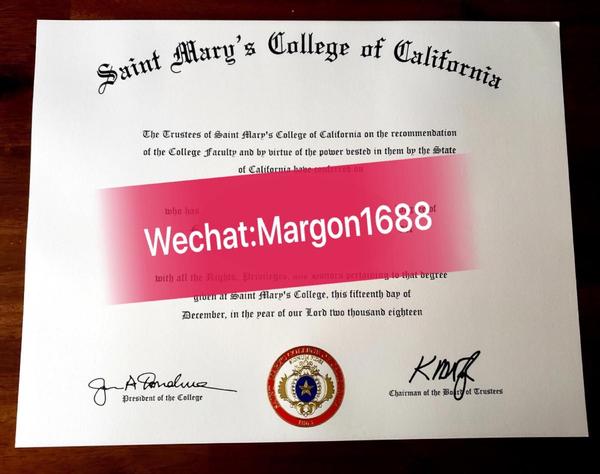 Saint Mary's College of California
The Trustees of Saint Mary's College of California on the recommendation
of the College Faculty and by virtue of the power vested in them by the State
of California have conferred on
who has
of
Wechat:Margon1688
with all the Rights, Privileges, and Honors pertaining to that degree
given at Saint Mary's College, this fifteenth day of
December, in the year of our Lord two thousand eighteen
President of the College
Chairman of the Board of Trustees
1863